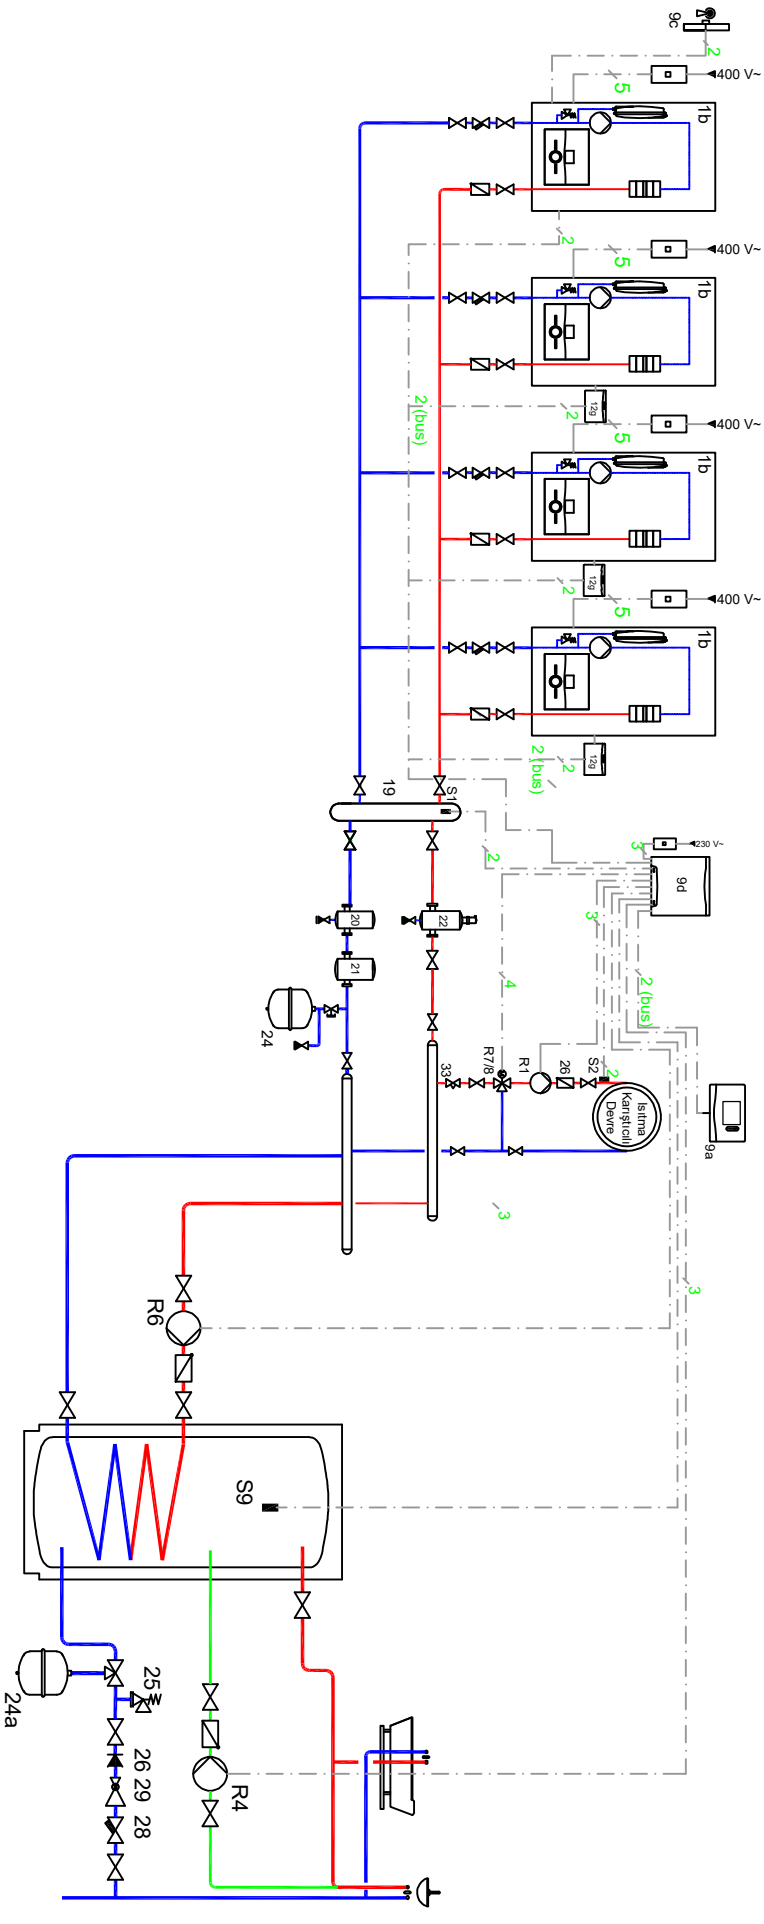 9c
2
400 V~
5
1b
2
400 V~
5
1b
12g
2
2 (bus)
400 V~
5
1b
12g
2
400 V~
5
1b
12g
2
2 (bus)
19
S1
2
230 V~
3
9d
20
22
21
24
3
4
2 (bus)
33
R7/8
R1
26
S2
2
Isıtma
Karıştırıcılı
Devre
9a
3
3
R6
S9
24a
25
26 29 28
R4